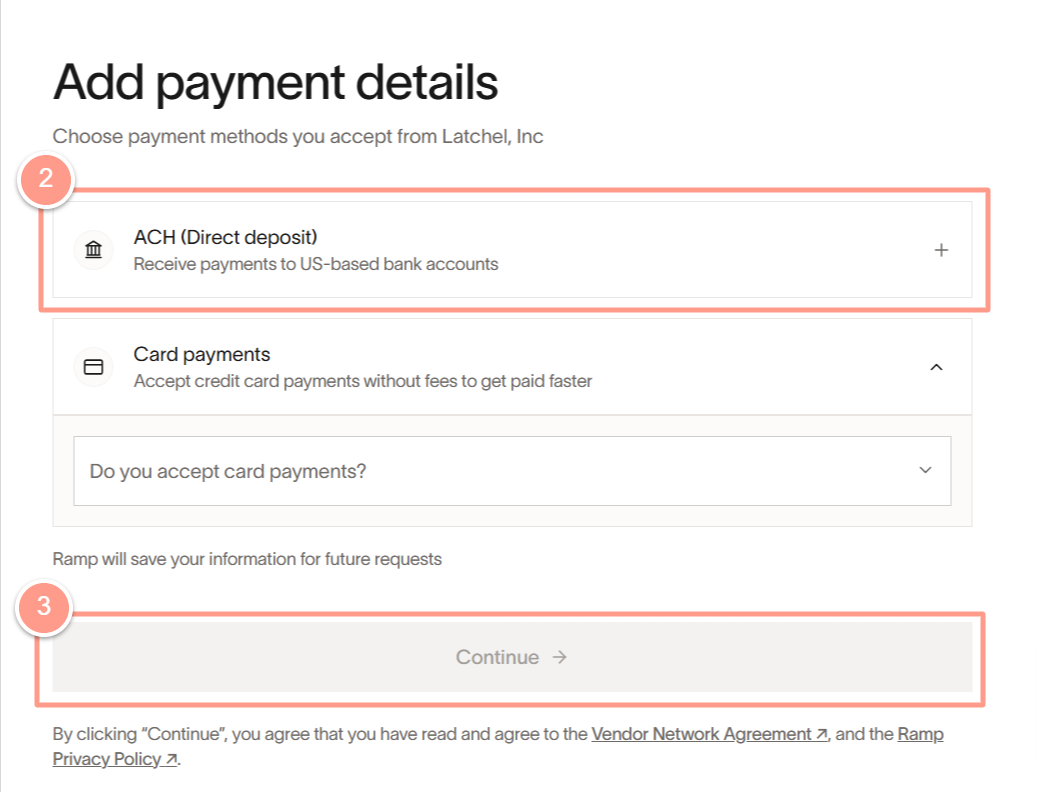 Add payment details
Choose payment methods you accept from Latchel, Inc
2
ACH (Direct deposit)
Receive payments to US-based bank accounts
Card payments
Accept credit card payments without fees to get paid faster
Do you accept card payments?
Ramp will save your information for future requests
3
Continue →
By clicking “Continue”, you agree that you have read and agree to the Vendor Network Agreement ↗, and the Ramp
Privacy Policy ↗.